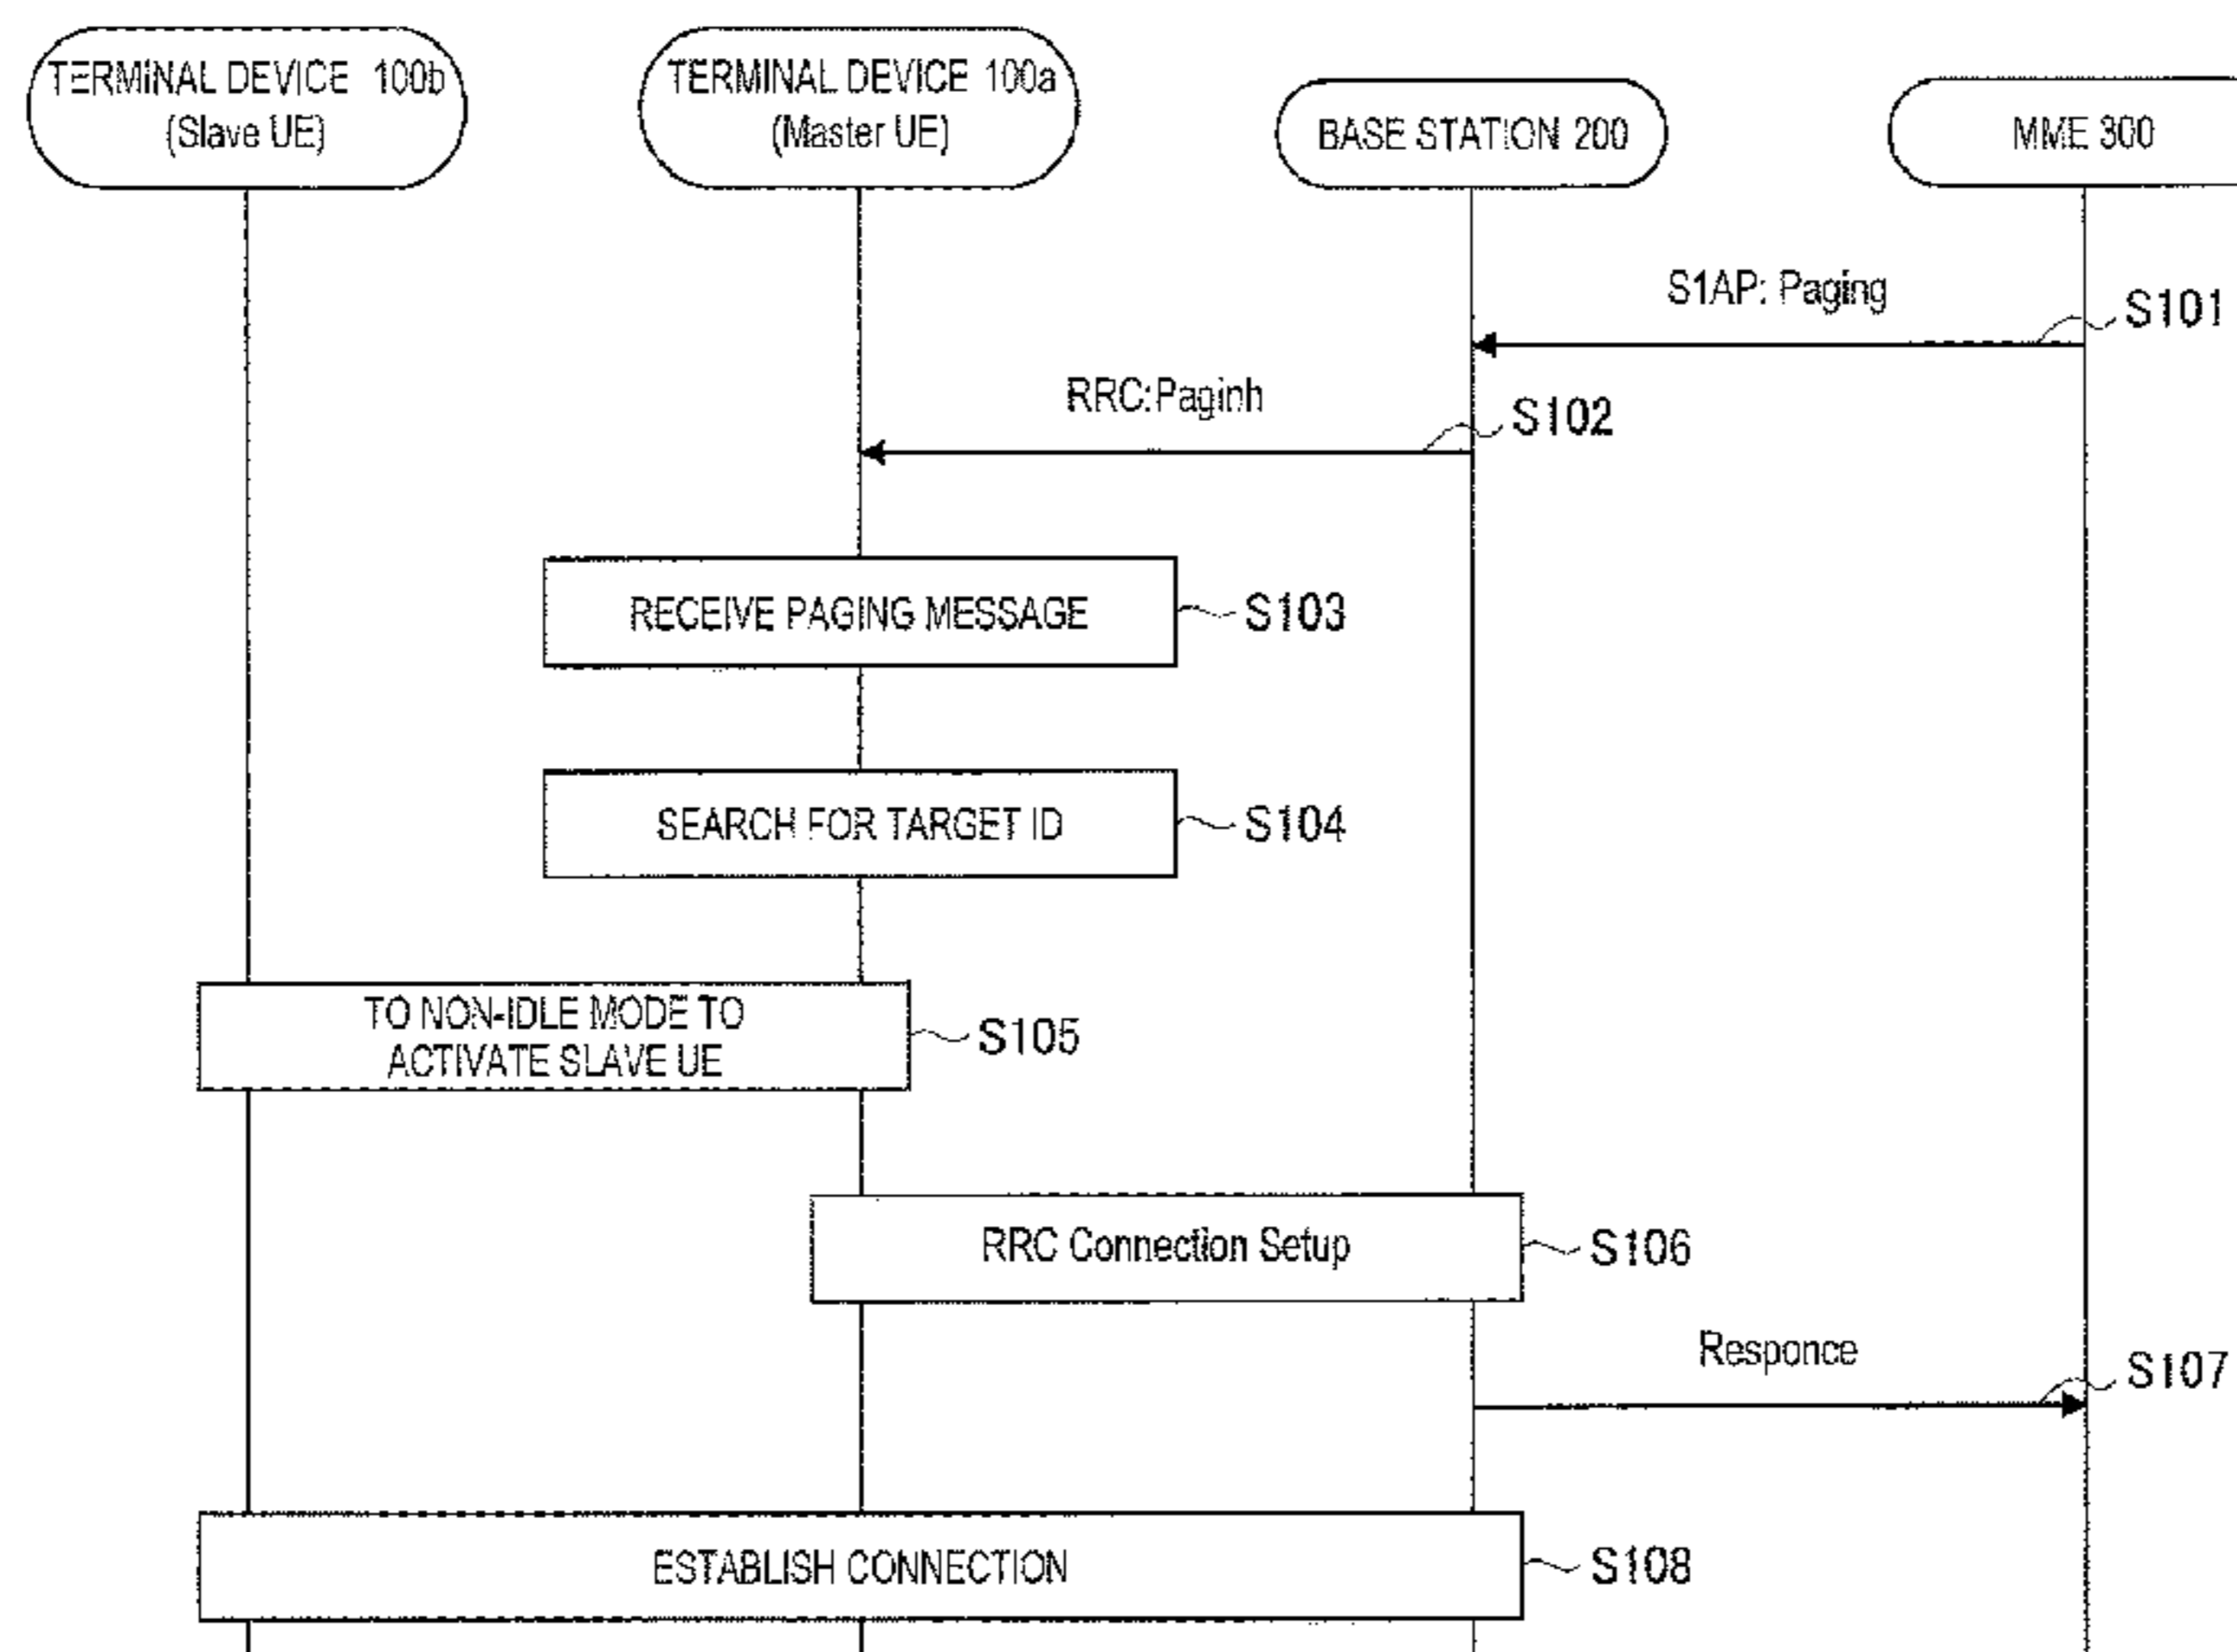 TERMINAL DEVICE 100b
(Slave UE)
TERMINAL DEVICE 100a
(Master UE)
BASE STATION 200
MME 300
S1AP: Paging
S101
RRC:Paginh
S102
RECEIVE PAGING MESSAGE
S103
SEARCH FOR TARGET ID
S104
TO NON-IDLE MODE TO
ACTIVATE SLAVE UE
S105
RRC Connection Setup
S106
Responce
S107
ESTABLISH CONNECTION
S108